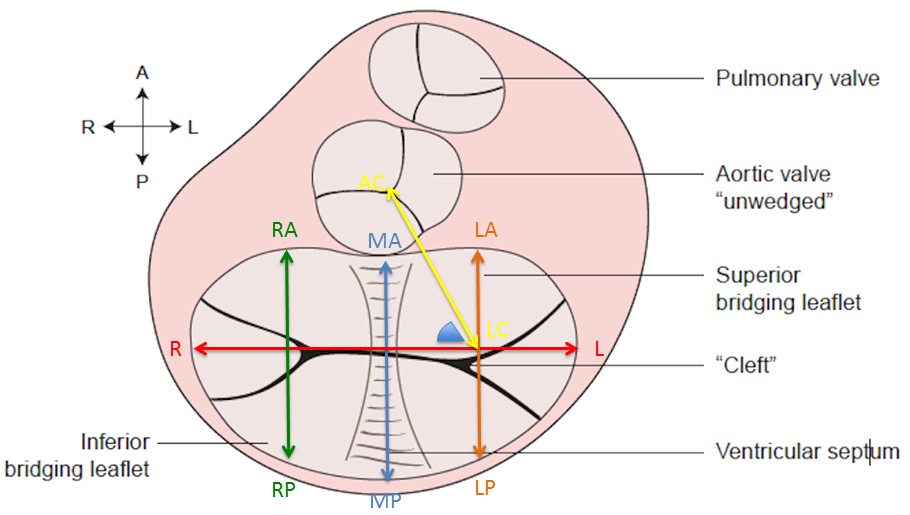 Pulmonary valve
A
R
L
P
Aortic valve
“unwedged”
AC
RA
MA
LA
Superior
bridging leaflet
LC
R
L
“Cleft”
Inferior
bridging leaflet
Ventricular septum
RP
MP
LP